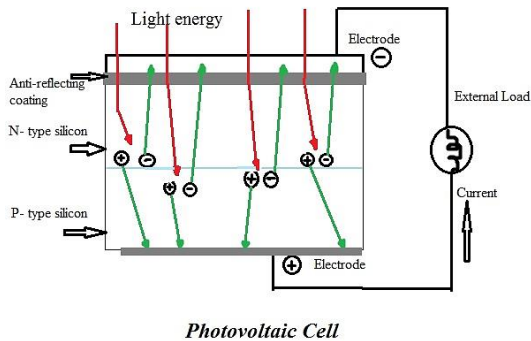 Light energy
Electrode
Anti-reflecting
coating
External Load
N- type silicon
Current
P- type silicon
Electrode
Photovoltaic Cell